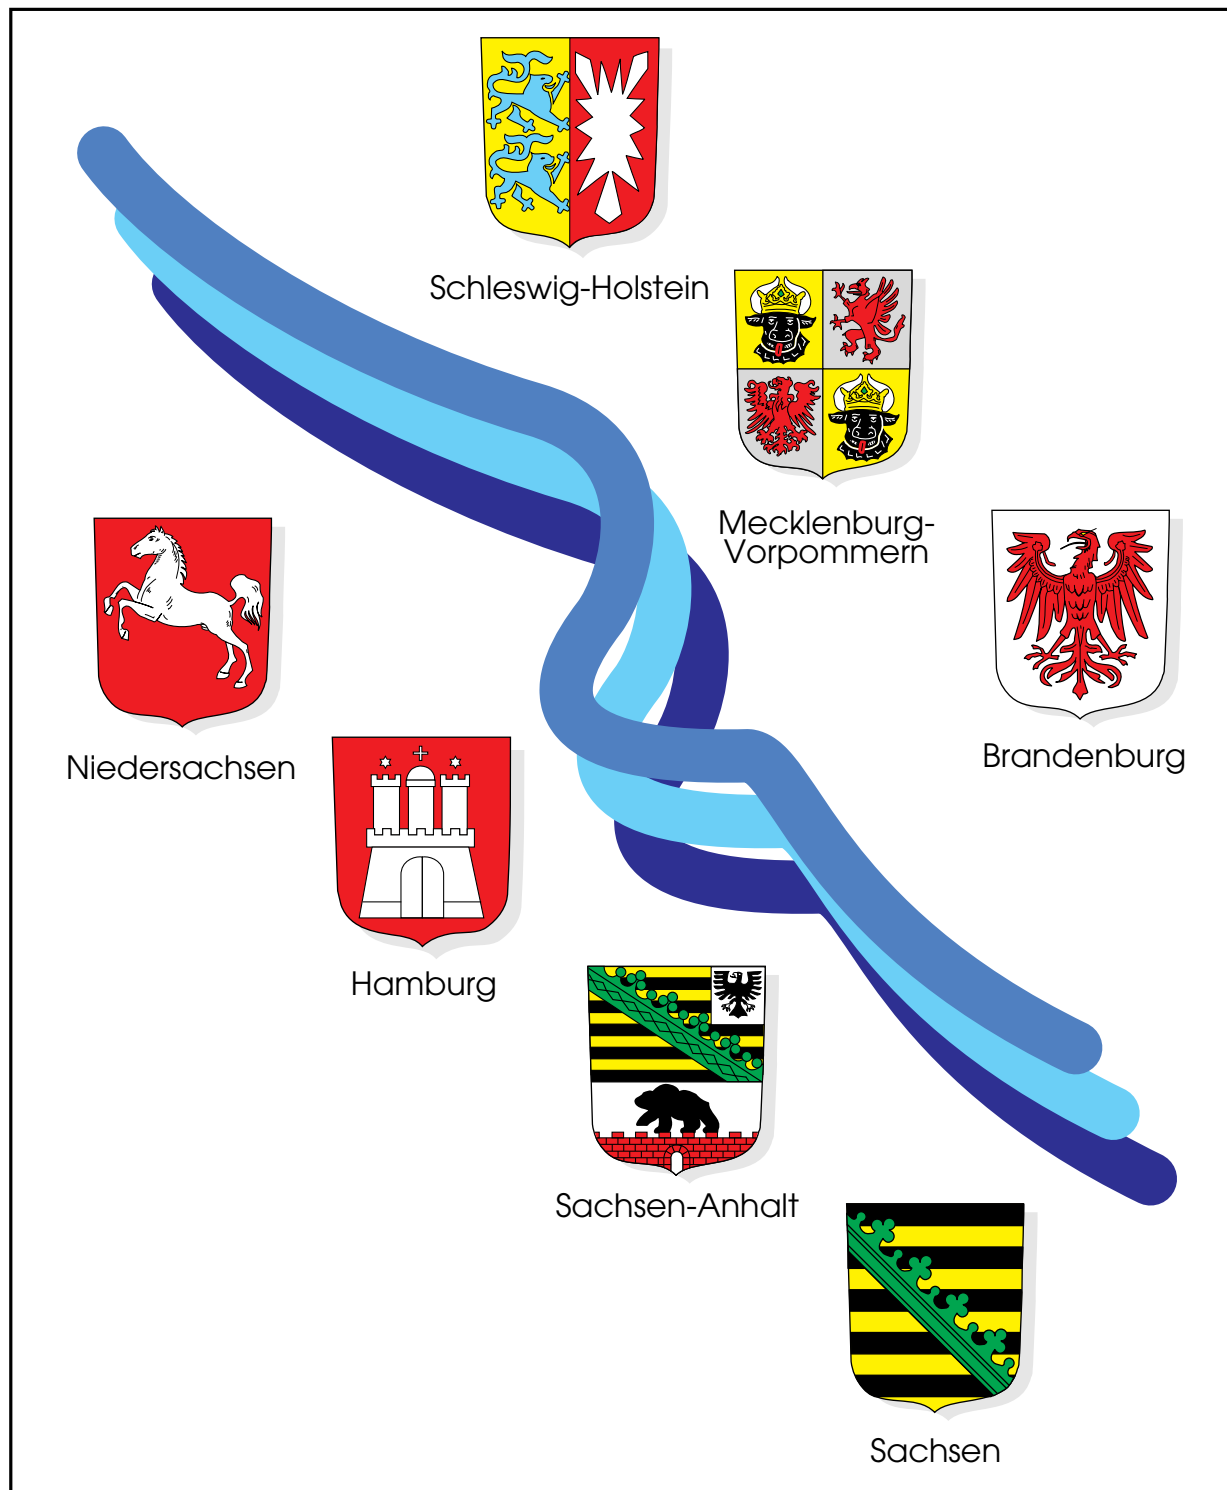 Schleswig-Holstein
Mecklenburg-
Vorpommern
Niedersachsen
Brandenburg
Hamburg
Sachsen-Anhalt
Sachsen